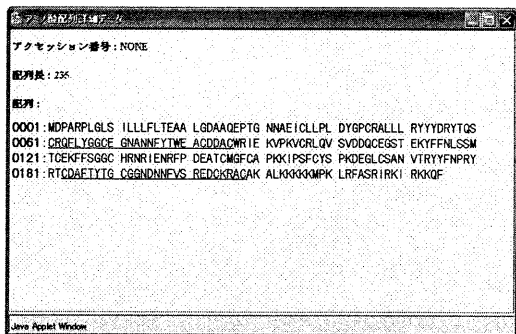 アミノ酸配列詳細データ
アクセッション番号：NONE
配列長：235
配列：
0001：MDPARPLGLS ILLLFLTEAA LGDAAQEPTG NNAEICLLPL DYGPCRALLL RYYYDRYTQS
0061：CRQFLYGGCE GNANNFYTWE ACDDACWRIE KVPKVCRLQV SVDDQCEGST EKYFFNLSSM
0121：TCEKFFSGGC HRNRIENRFP DEATCMGFCA PKKIPSFCYS PKDEGLCSAN VTRYYFNPRY
0181：RTCDAFTYTG CGGNDNNFVS REDCKRACAK ALKKKKKMPK LRFASRIRKI RKKQF
Java Applet Window